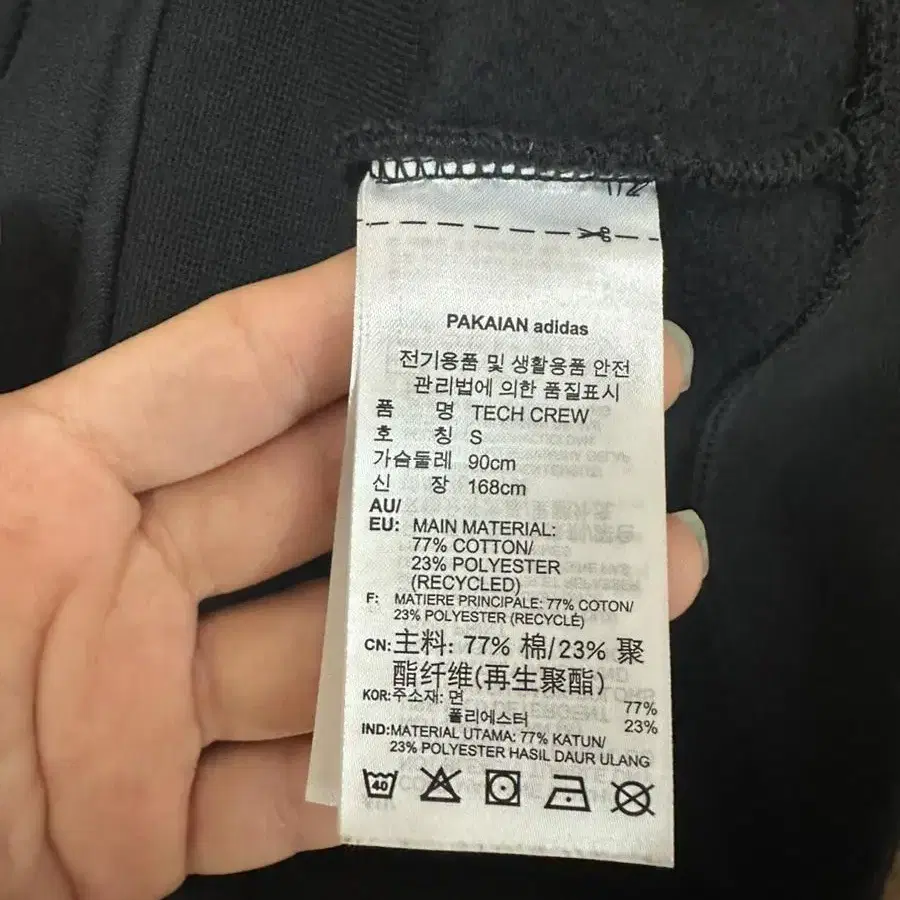 PAKAIAN adidas
전기용품 및 생활용품 안전
관리법에 의한 품질표시
품 명 TECH CREW
호 칭 S
가슴둘레 90cm
신 장 168cm
AU/
EU: MAIN MATERIAL:
77% COTTON/
23% POLYESTER
(RECYCLED)
F: MATIERE PRINCIPALE: 77% COTON/
23% POLYESTER (RECYCLÉ)
CN: 主料: 77% 棉/23% 聚
酯纤维(再生聚酯)
KOR: 주소재: 면 77%
폴리에스터 23%
IND: MATERIAL UTAMA: 77% KATUN/
23% POLYESTER HASIL DAUR ULANG
40